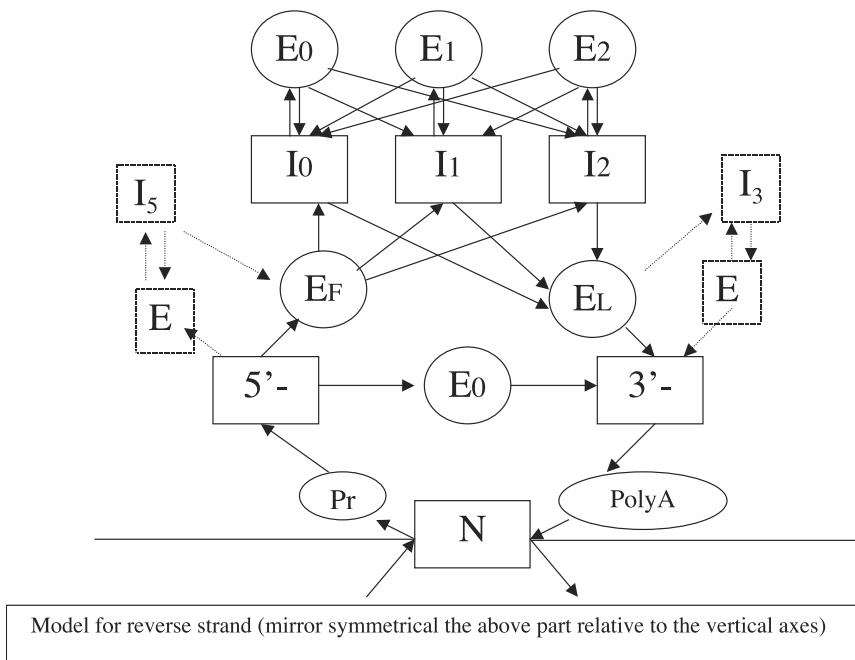 E0 E1 E2
I0 I1 I2
I5 I3
EF EL E
E
5’- E0 3’-
Pr PolyA
N
Model for reverse strand (mirror symmetrical the above part relative to the vertical axes)